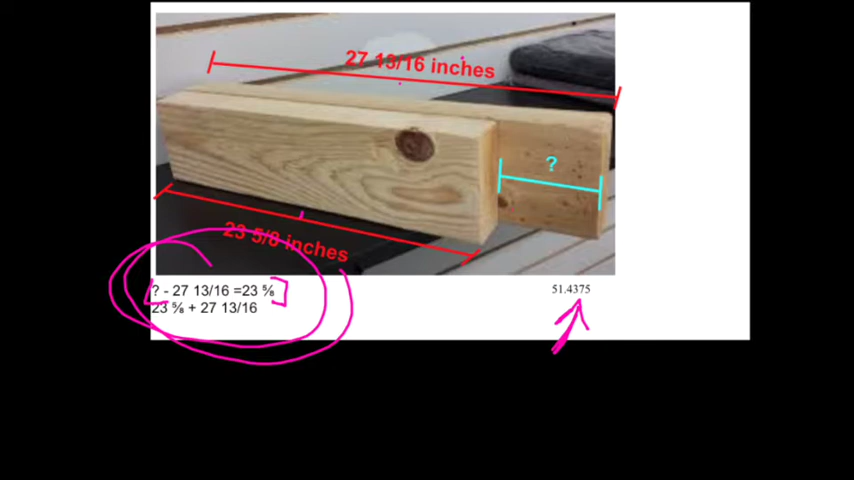 27 13/16 inches
?
23 5/8 inches
? - 27 13/16 =23 ⅝
23 ⅝ + 27 13/16
51.4375